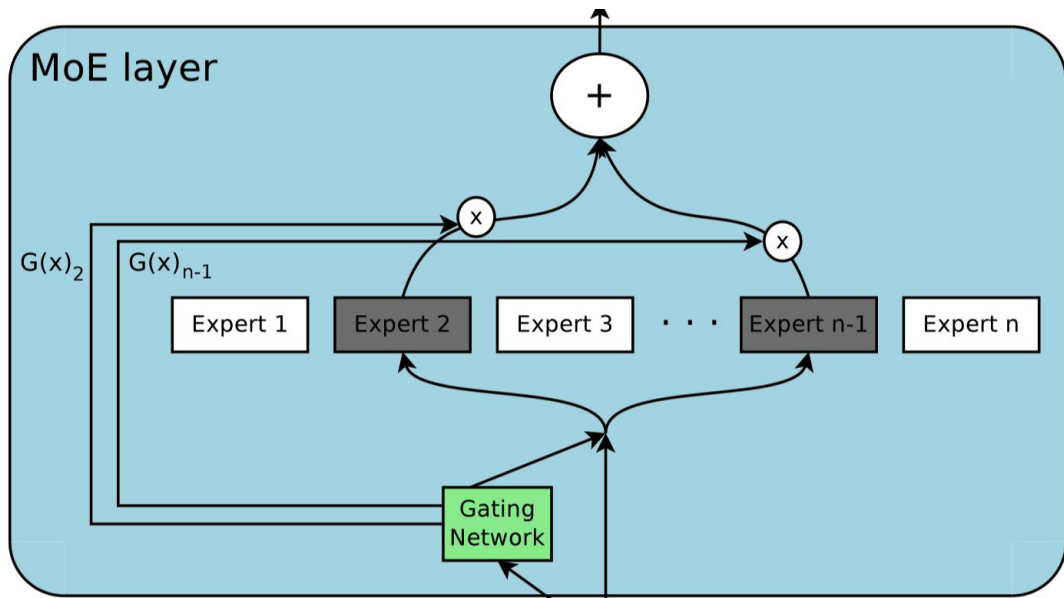 MoE layer
+
x
x
G(x)2
G(x)n-1
Expert 1
Expert 2
Expert 3
. . .
Expert n-1
Expert n
Gating
Network